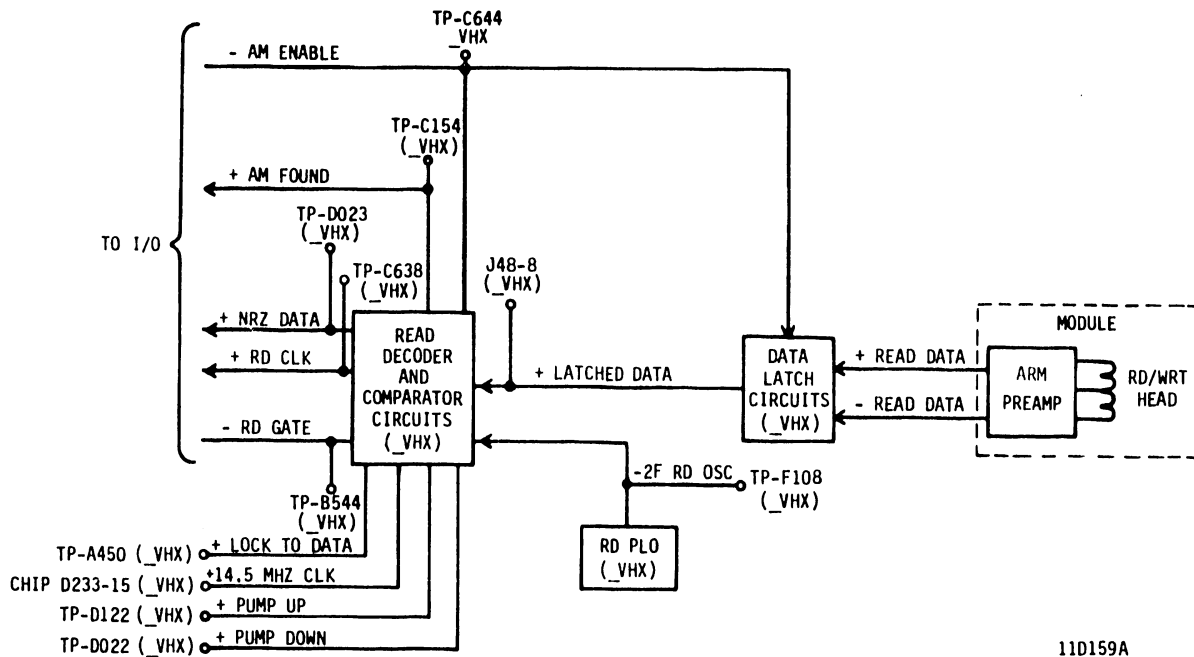 TP-C644
_VHX
- AM ENABLE
TP-C154
(_VHX)
+ AM FOUND
TP-D023
(_VHX)
TO I/O
TP-C638
(_VHX)
J48-8
(_VHX)
+ NRZ DATA
+ RD CLK
- RD GATE
READ
DECODER
AND
COMPARATOR
CIRCUITS
(_VHX)
+ LATCHED DATA
DATA
LATCH
CIRCUITS
(_VHX)
+ READ DATA
- READ DATA
MODULE
ARM
PREAMP
RD/WRT
HEAD
TP-B544
(_VHX)
-2F RD OSC
TP-F108
(_VHX)
RD PLO
(_VHX)
TP-A450 (_VHX) + LOCK TO DATA
CHIP D233-15 (_VHX) +14.5 MHZ CLK
TP-D122 (_VHX) + PUMP UP
TP-D022 (_VHX) + PUMP DOWN
11D159A